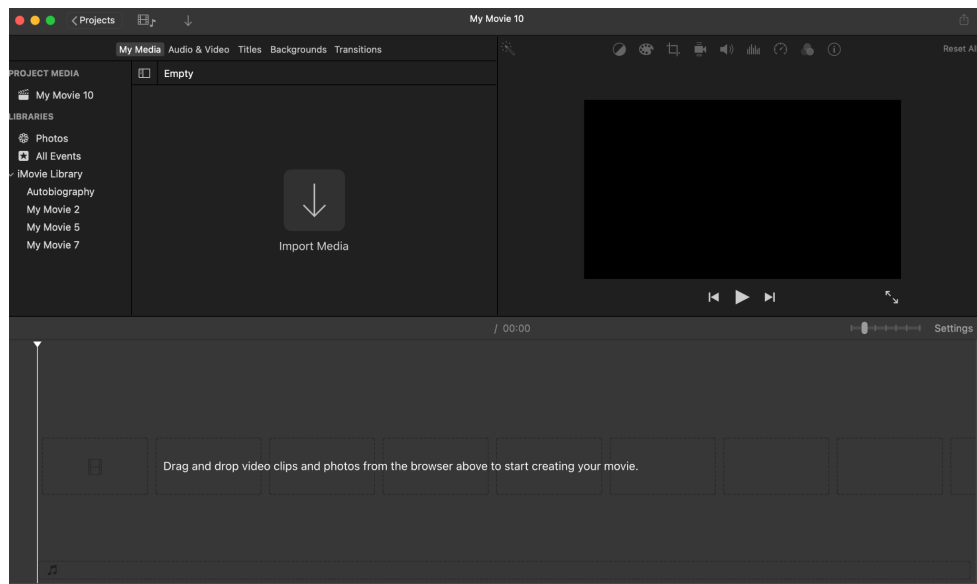 Projects
My Movie 10
My Media Audio & Video Titles Backgrounds Transitions
Reset Al
PROJECT MEDIA
Empty
My Movie 10
LIBRARIES
Photos
All Events
iMovie Library
Autobiography
My Movie 2
My Movie 5
My Movie 7
Import Media
/ 00:00
Settings
Drag and drop video clips and photos from the browser above to start creating your movie.